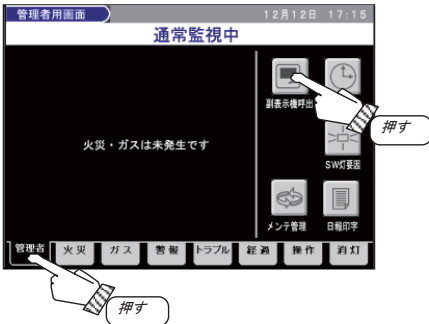 管理者用画面
12月12日 17:15
通常監視中
副表示機呼出
押す
火災・ガスは未発生です
SW灯要因
メンテ管理
日報印字
管理者
火災
ガス
警報
トラブル
経過
操作
消灯
押す